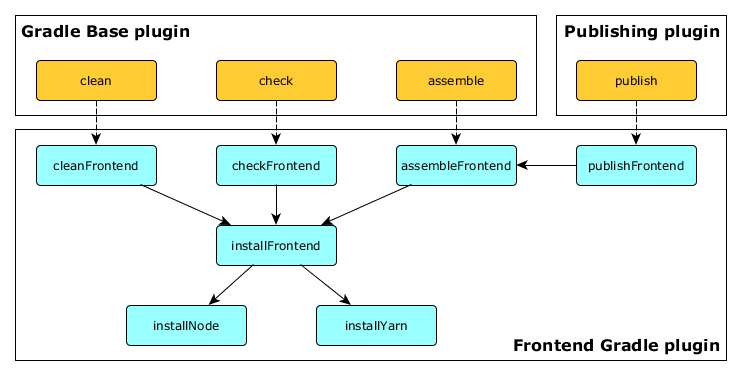 Gradle Base plugin
Publishing plugin
clean
check
assemble
publish
cleanFrontend
checkFrontend
assembleFrontend
publishFrontend
installFrontend
installNode
installYarn
Frontend Gradle plugin